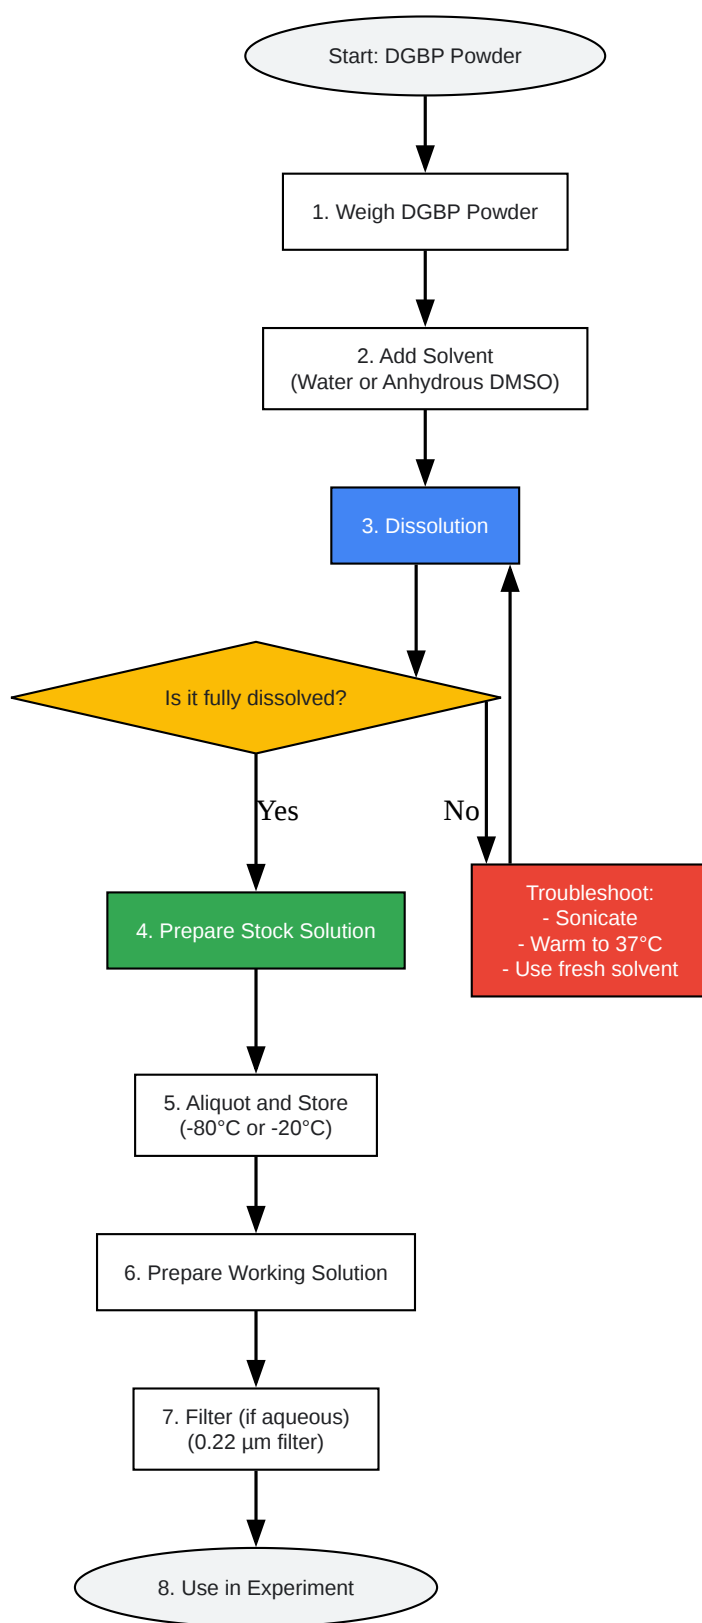 Start: DGBP Powder
1. Weigh DGBP Powder
2. Add Solvent
(Water or Anhydrous DMSO)
3. Dissolution
Is it fully dissolved?
Yes
No
Troubleshoot:
- Sonicate
- Warm to 37°C
- Use fresh solvent
4. Prepare Stock Solution
5. Aliquot and Store
(-80°C or -20°C)
6. Prepare Working Solution
7. Filter (if aqueous)
(0.22 µm filter)
8. Use in Experiment